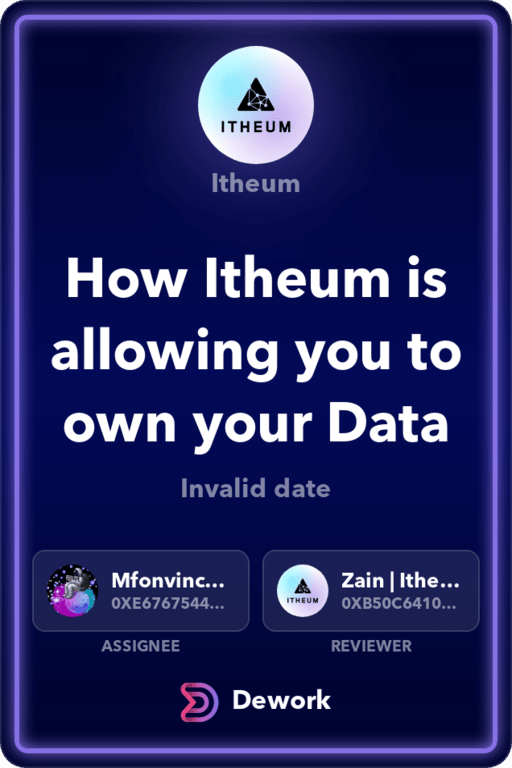 ITHEUM
Itheum
How Itheum is
allowing you to
own your Data
Invalid date
Mfonvinc...
0XE6767544...
ASSIGNEE
ITHEUM
Zain | Ithe...
0XB50C6410...
REVIEWER
Dework